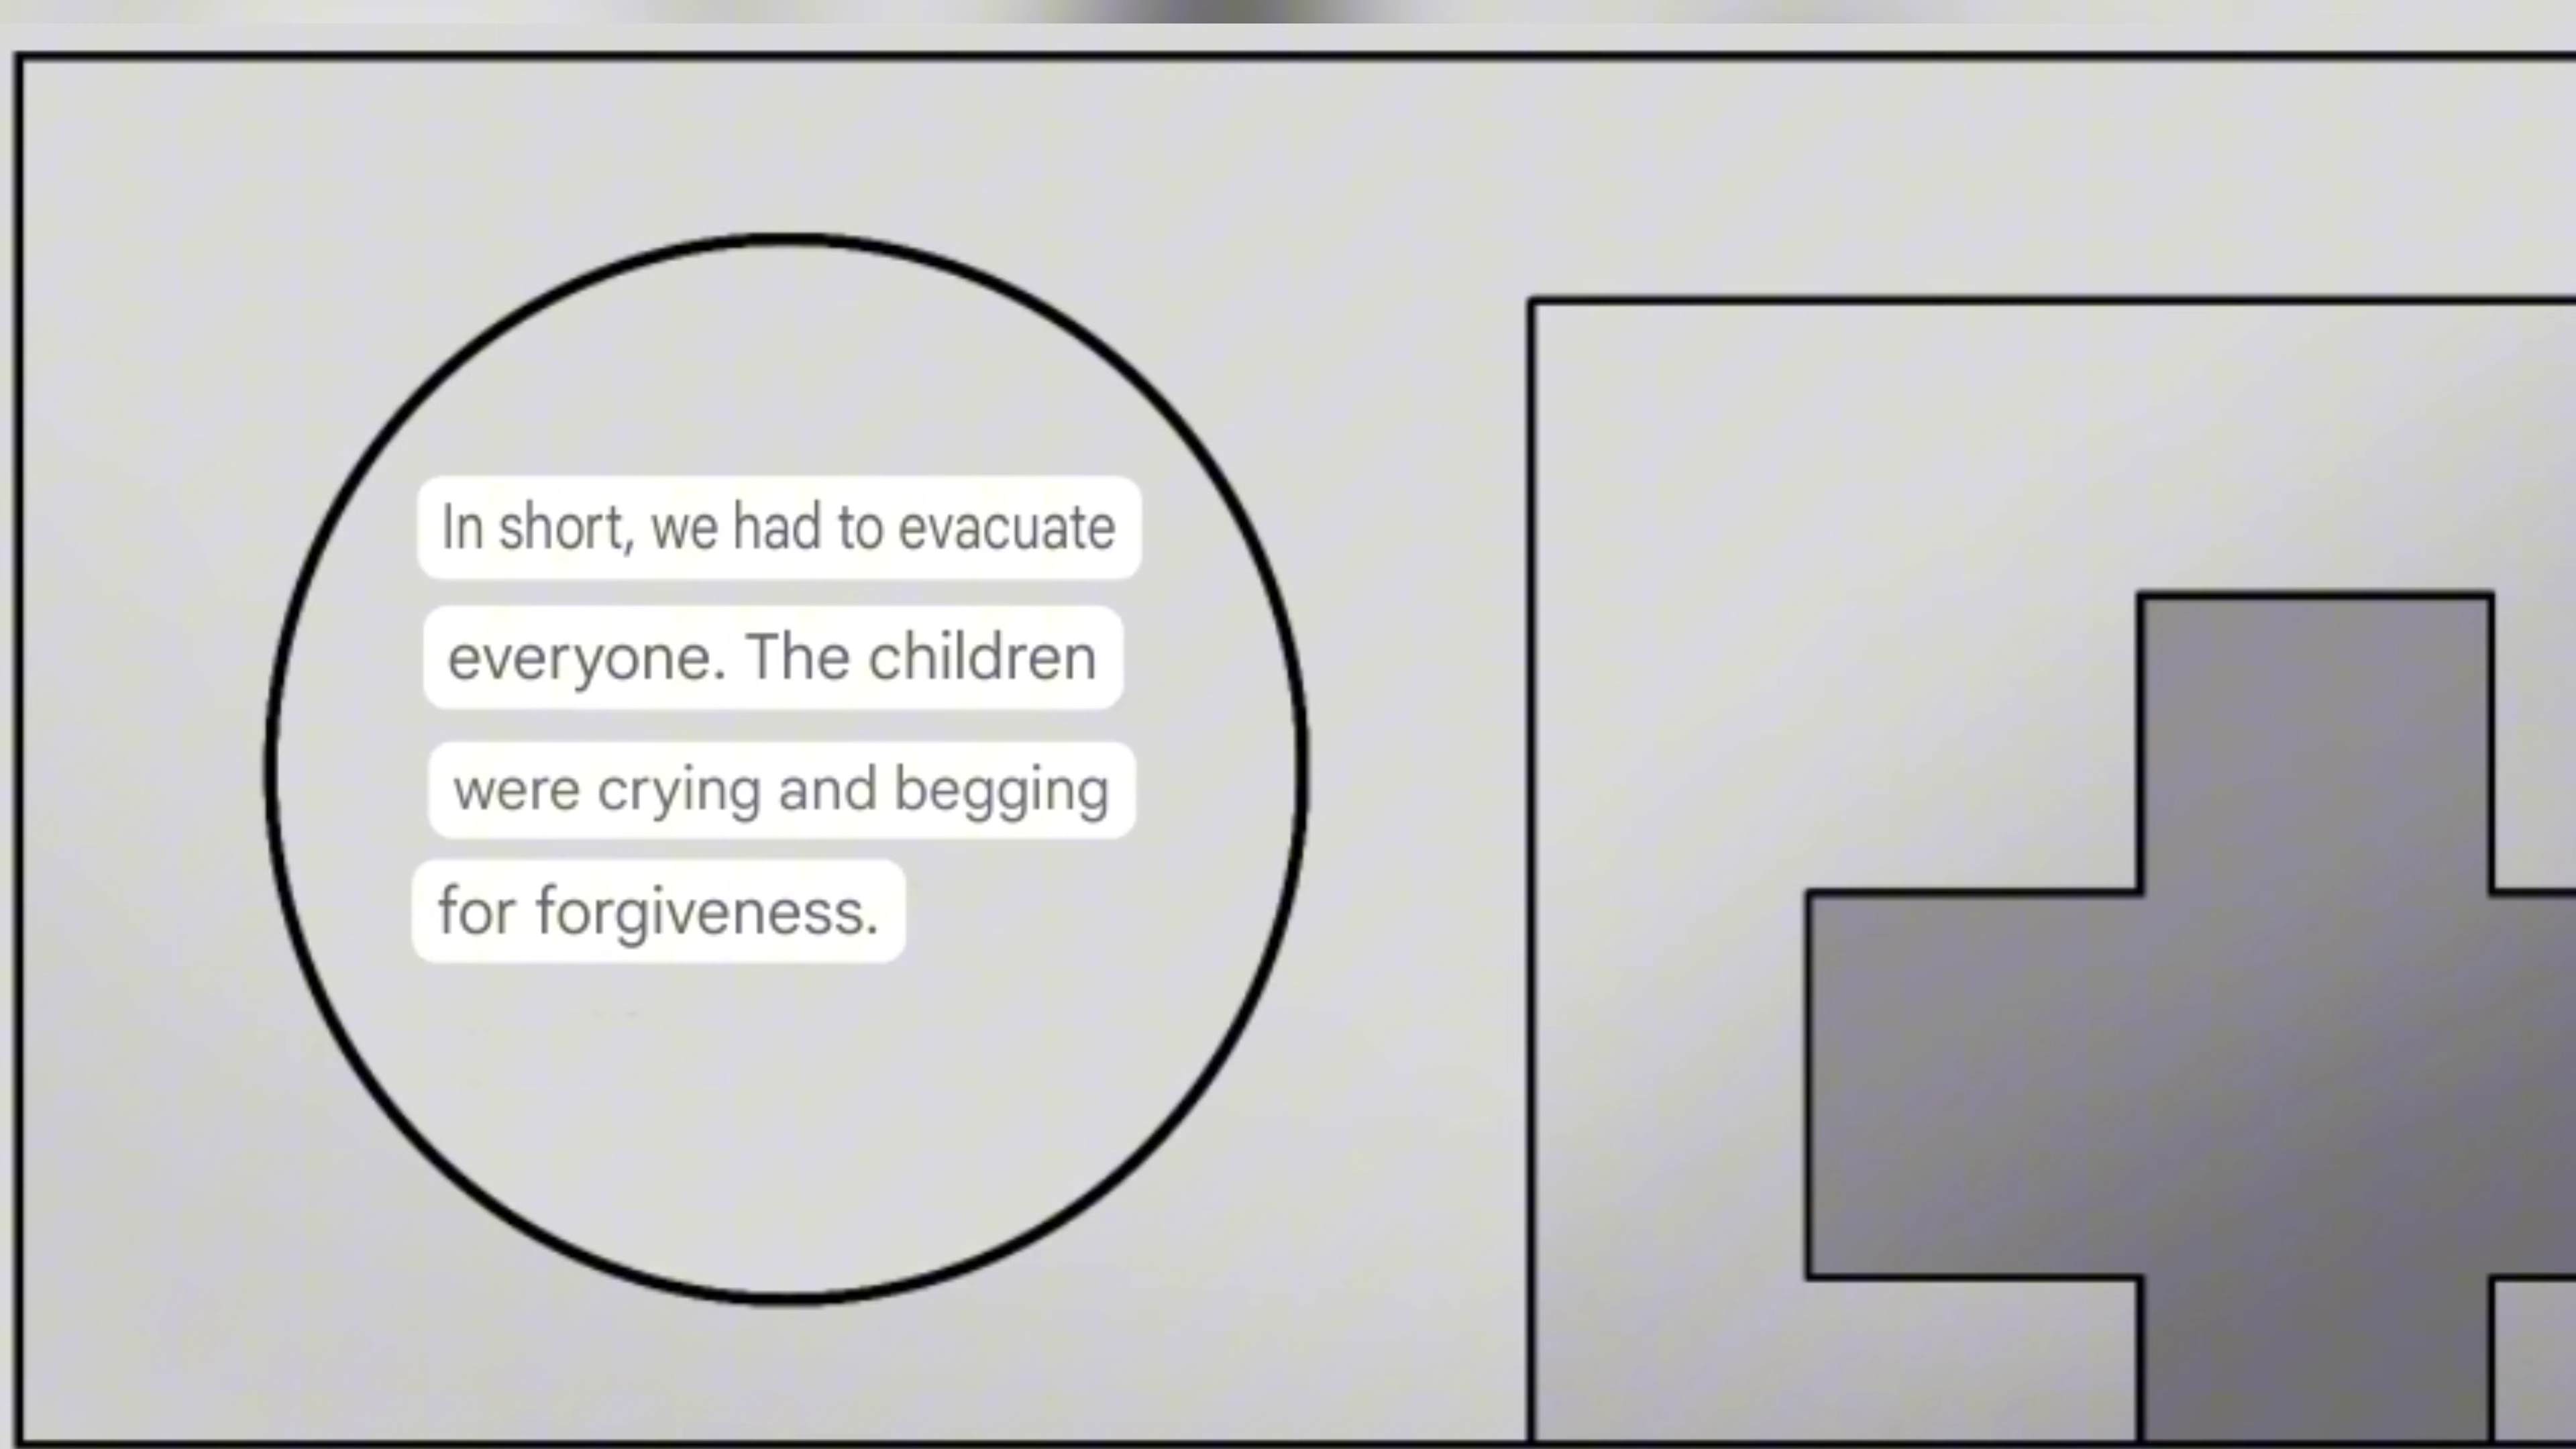 In short, we had to evacuate
everyone. The children
were crying and begging
for forgiveness.